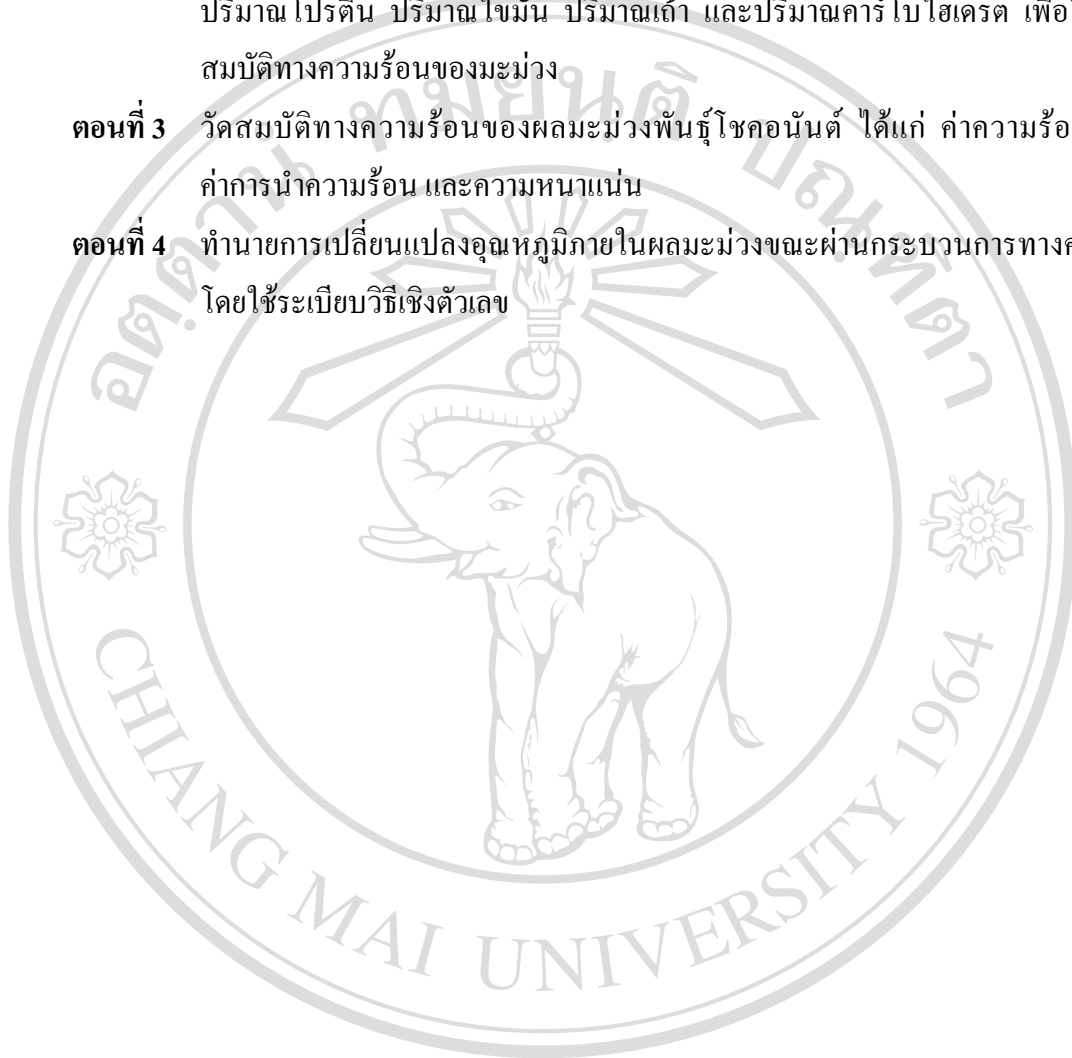 ปริมาณโปรตีน ปริมาณไขมัน ปริมาณเถ้า และปริมาณคาร์โบไฮเดรต
สมบัติทางความร้อนของมะม่วง
ตอนที่ 3 วัดสมบัติทางความร้อนของผลมะม่วงพันธุ์โชคอนันต์ ได้แก่
ค่าการนำความร้อน และความหนาแน่น
ตอนที่ 4 ทำนายการเปลี่ยนแปลงอุณหภูมิภายในผลมะม่วงขณะผ่านกระบวนการทาง
โดยใช้ระเบียบวิธีเชิงตัวเลข
อตฺตานํ ทมยนฺติ ปณฺฑิตา
CHIANG MAI UNIVERSITY 1964